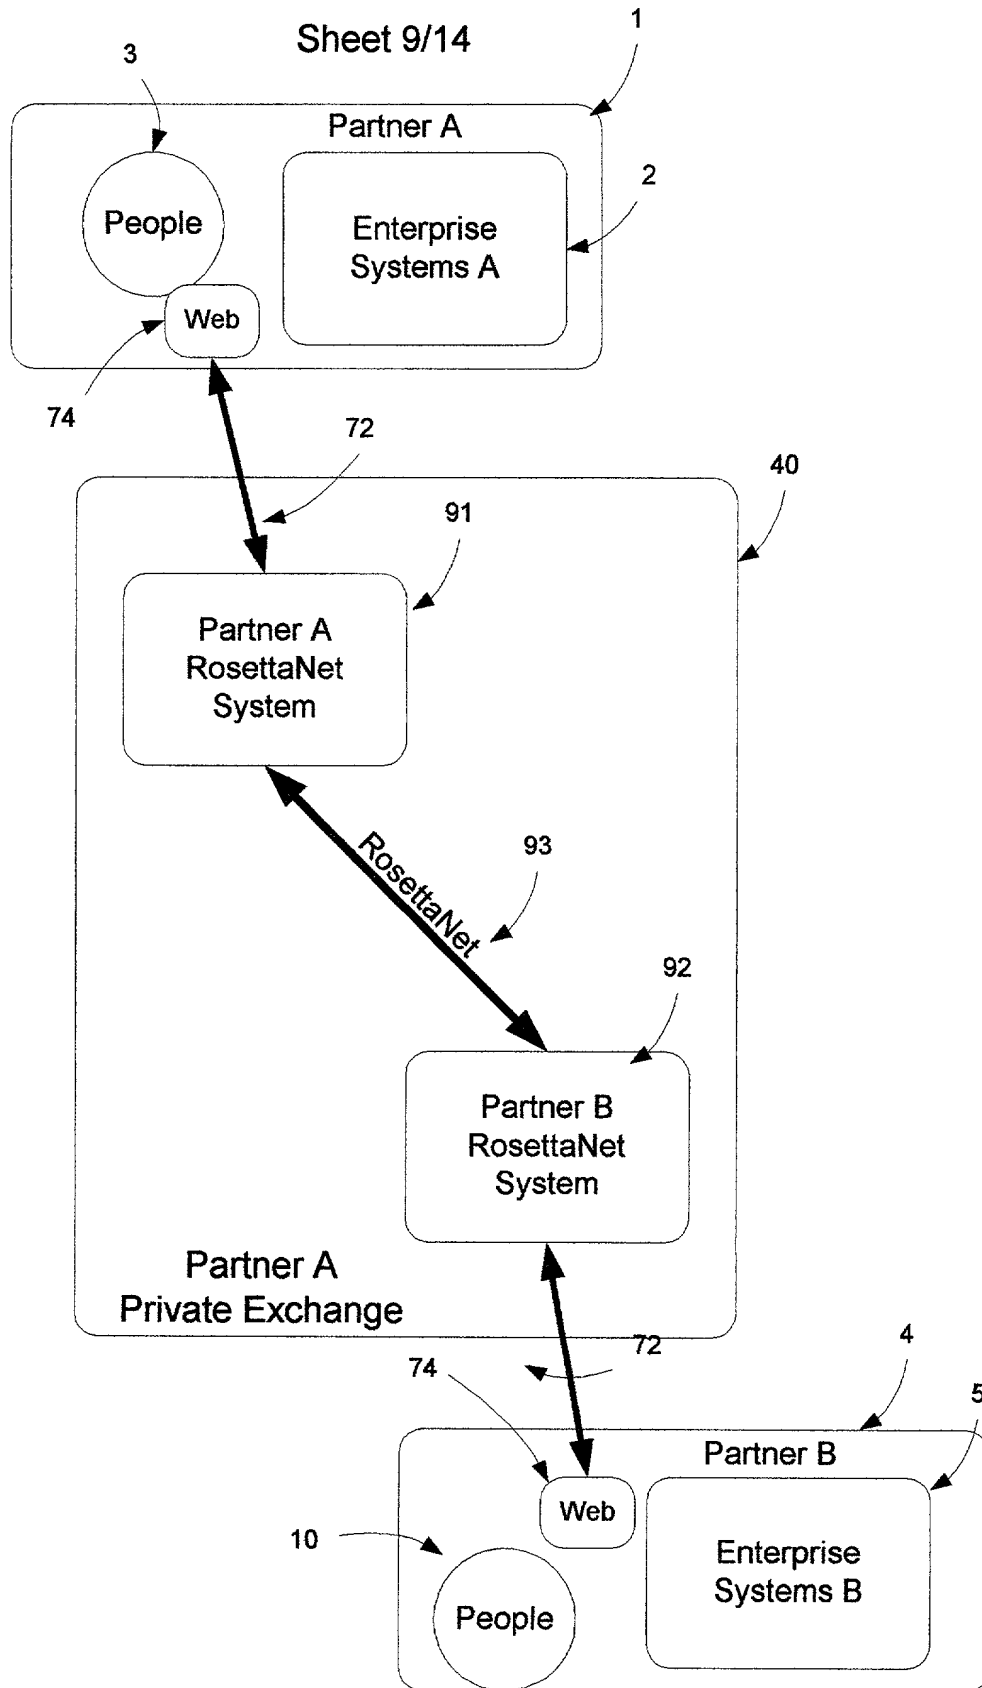 Sheet 9/14
1
3
Partner A
2
People
Enterprise
Systems A
Web
74
72
40
91
Partner A
RosettaNet
System
RosettaNet
93
92
Partner B
RosettaNet
System
Partner A
Private Exchange
72
74
4
5
Partner B
Web
10
Enterprise
Systems B
People